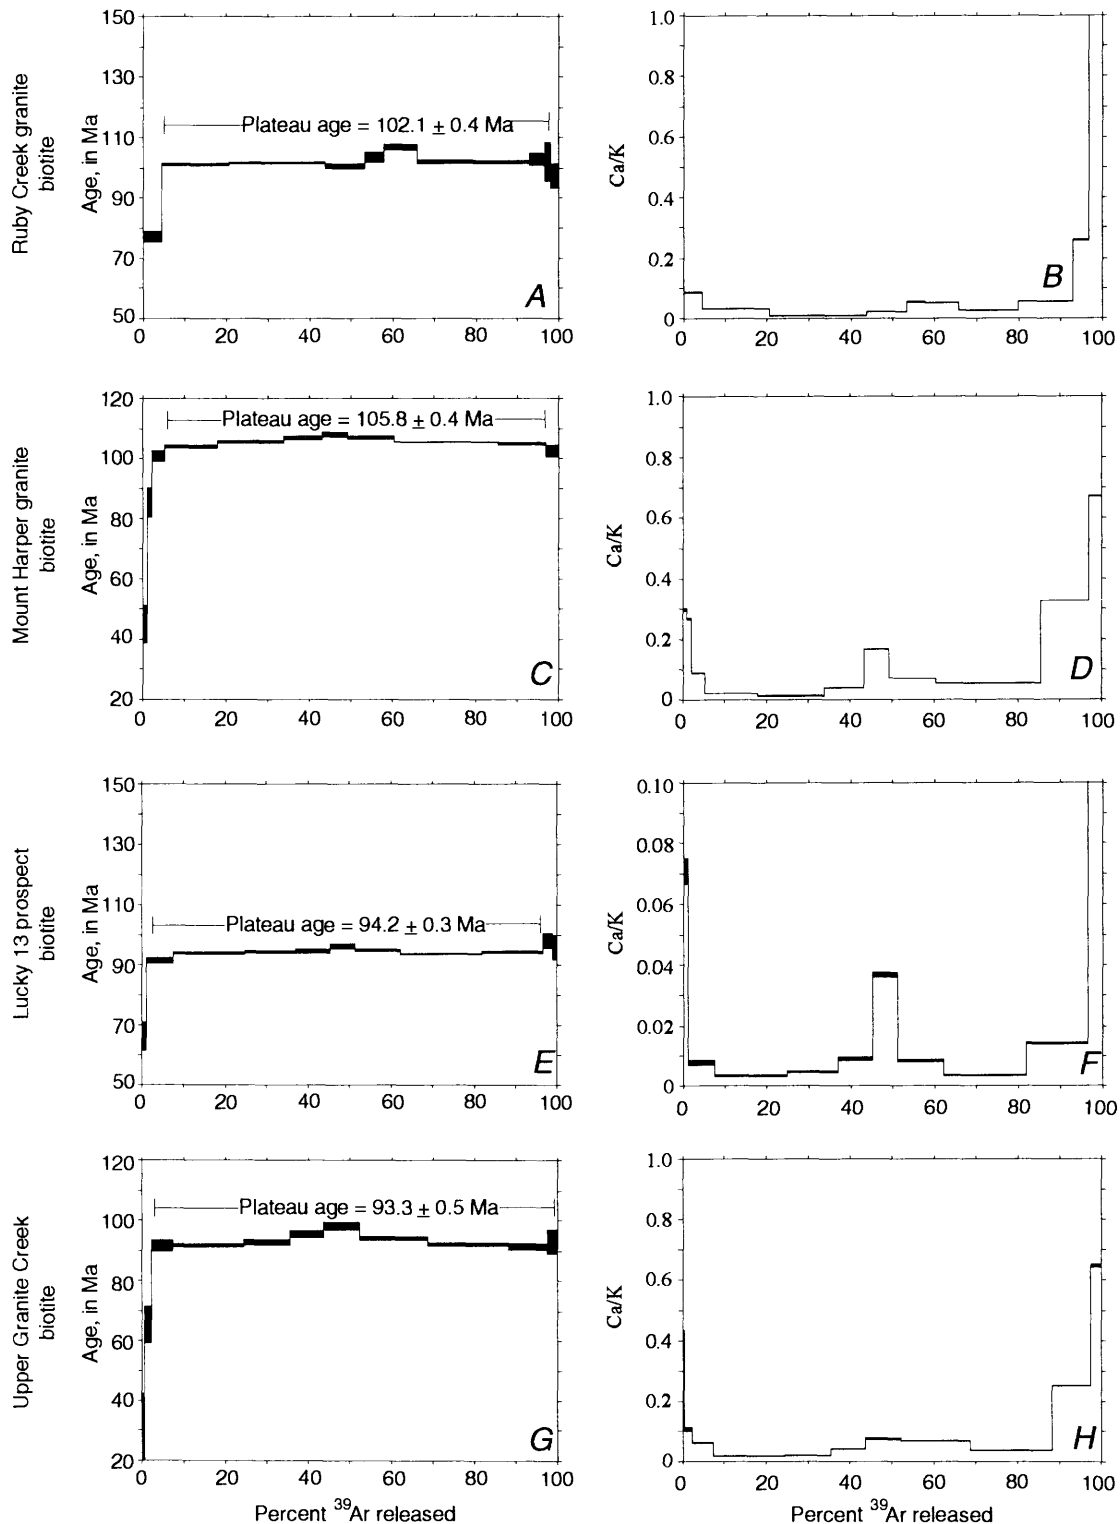 Ruby Creek granite
biotite
Age, in Ma
150
130
110
90
70
50
Plateau age = 102.1 ± 0.4 Ma
A
0 20 40 60 80 100
Ca/K
1.0
0.8
0.6
0.4
0.2
0
B
0 20 40 60 80 100
Mount Harper granite
biotite
Age, in Ma
120
100
80
60
40
20
Plateau age = 105.8 ± 0.4 Ma
C
0 20 40 60 80 100
Ca/K
1.0
0.8
0.6
0.4
0.2
0
D
0 20 40 60 80 100
Lucky 13 prospect
biotite
Age, in Ma
150
130
110
90
70
50
Plateau age = 94.2 ± 0.3 Ma
E
0 20 40 60 80 100
Ca/K
0.10
0.08
0.06
0.04
0.02
0
F
0 20 40 60 80 100
Upper Granite Creek
biotite
Age, in Ma
120
100
80
60
40
20
Plateau age = 93.3 ± 0.5 Ma
G
0 20 40 60 80 100
Percent ³⁹Ar released
Ca/K
1.0
0.8
0.6
0.4
0.2
0
H
0 20 40 60 80 100
Percent ³⁹Ar released